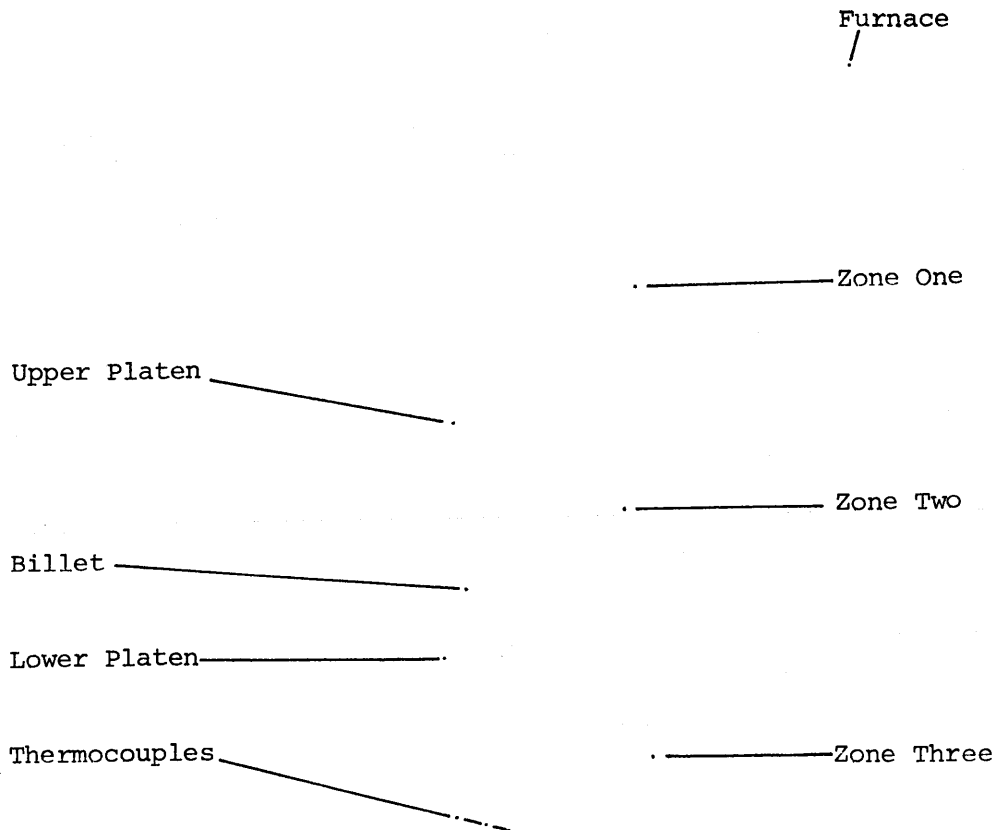 Furnace
Zone One
Upper Platen
Zone Two
Billet
Lower Platen
Thermocouples
Zone Three